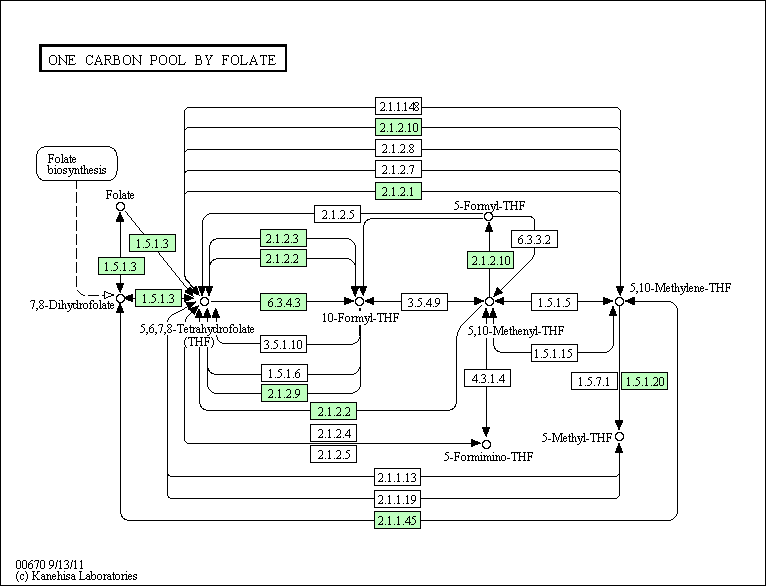 ONE CARBON POOL BY FOLATE
2.1.1.148
2.1.2.10
2.1.2.8
2.1.2.7
2.1.2.1
Folate
biosynthesis
Folate
5-Formyl-THF
2.1.2.5
1.5.1.3
2.1.2.3
6.3.3.2
2.1.2.2
2.1.2.10
1.5.1.3
5,10-Methylene-THF
7,8-Dihydrofolate
1.5.1.3
6.3.4.3
3.5.4.9
1.5.1.5
10-Formyl-THF
5,6,7,8-Tetrahydrofolate
(THF)
5,10-Methenyl-THF
3.5.1.10
1.5.1.15
1.5.1.6
4.3.1.4
1.5.7.1
1.5.1.20
2.1.2.9
2.1.2.2
2.1.2.4
5-Methyl-THF
2.1.2.5
5-Formimino-THF
2.1.1.13
2.1.1.19
2.1.1.45
00670 9/13/11
(c) Kanehisa Laboratories